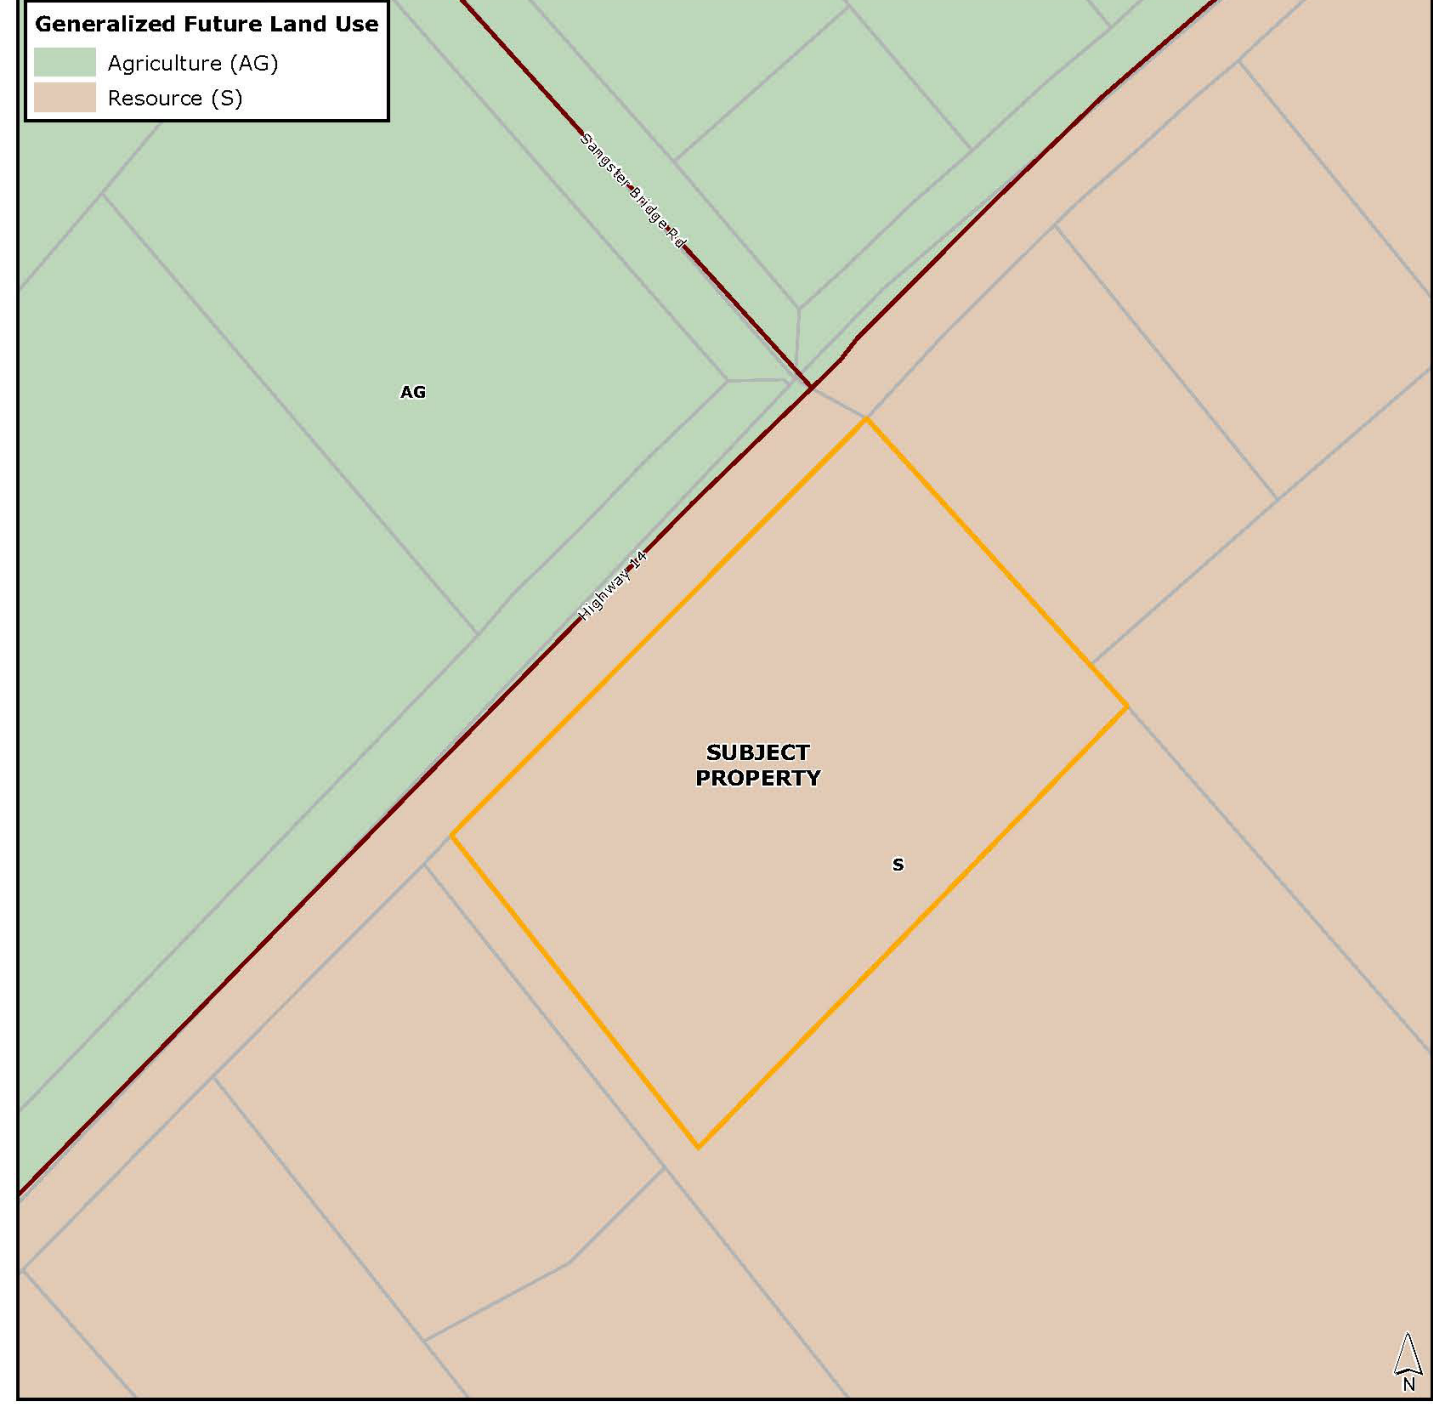 Generalized Future Land Use
Agriculture (AG)
Resource (S)
Sangster Bridge Rd
AG
Highway 14
SUBJECT
PROPERTY
S
N